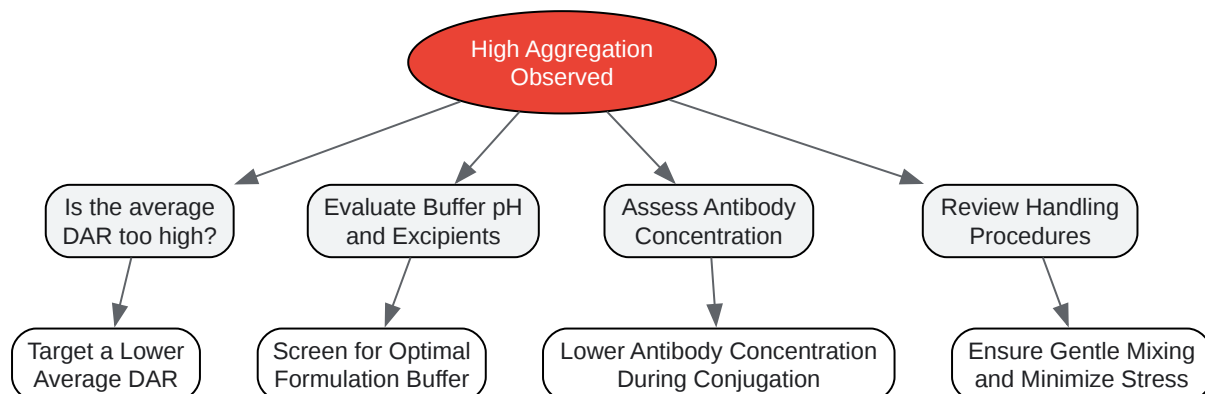 High Aggregation
Observed
Is the average
DAR too high?
Evaluate Buffer pH
and Excipients
Assess Antibody
Concentration
Review Handling
Procedures
Target a Lower
Average DAR
Screen for Optimal
Formulation Buffer
Lower Antibody Concentration
During Conjugation
Ensure Gentle Mixing
and Minimize Stress